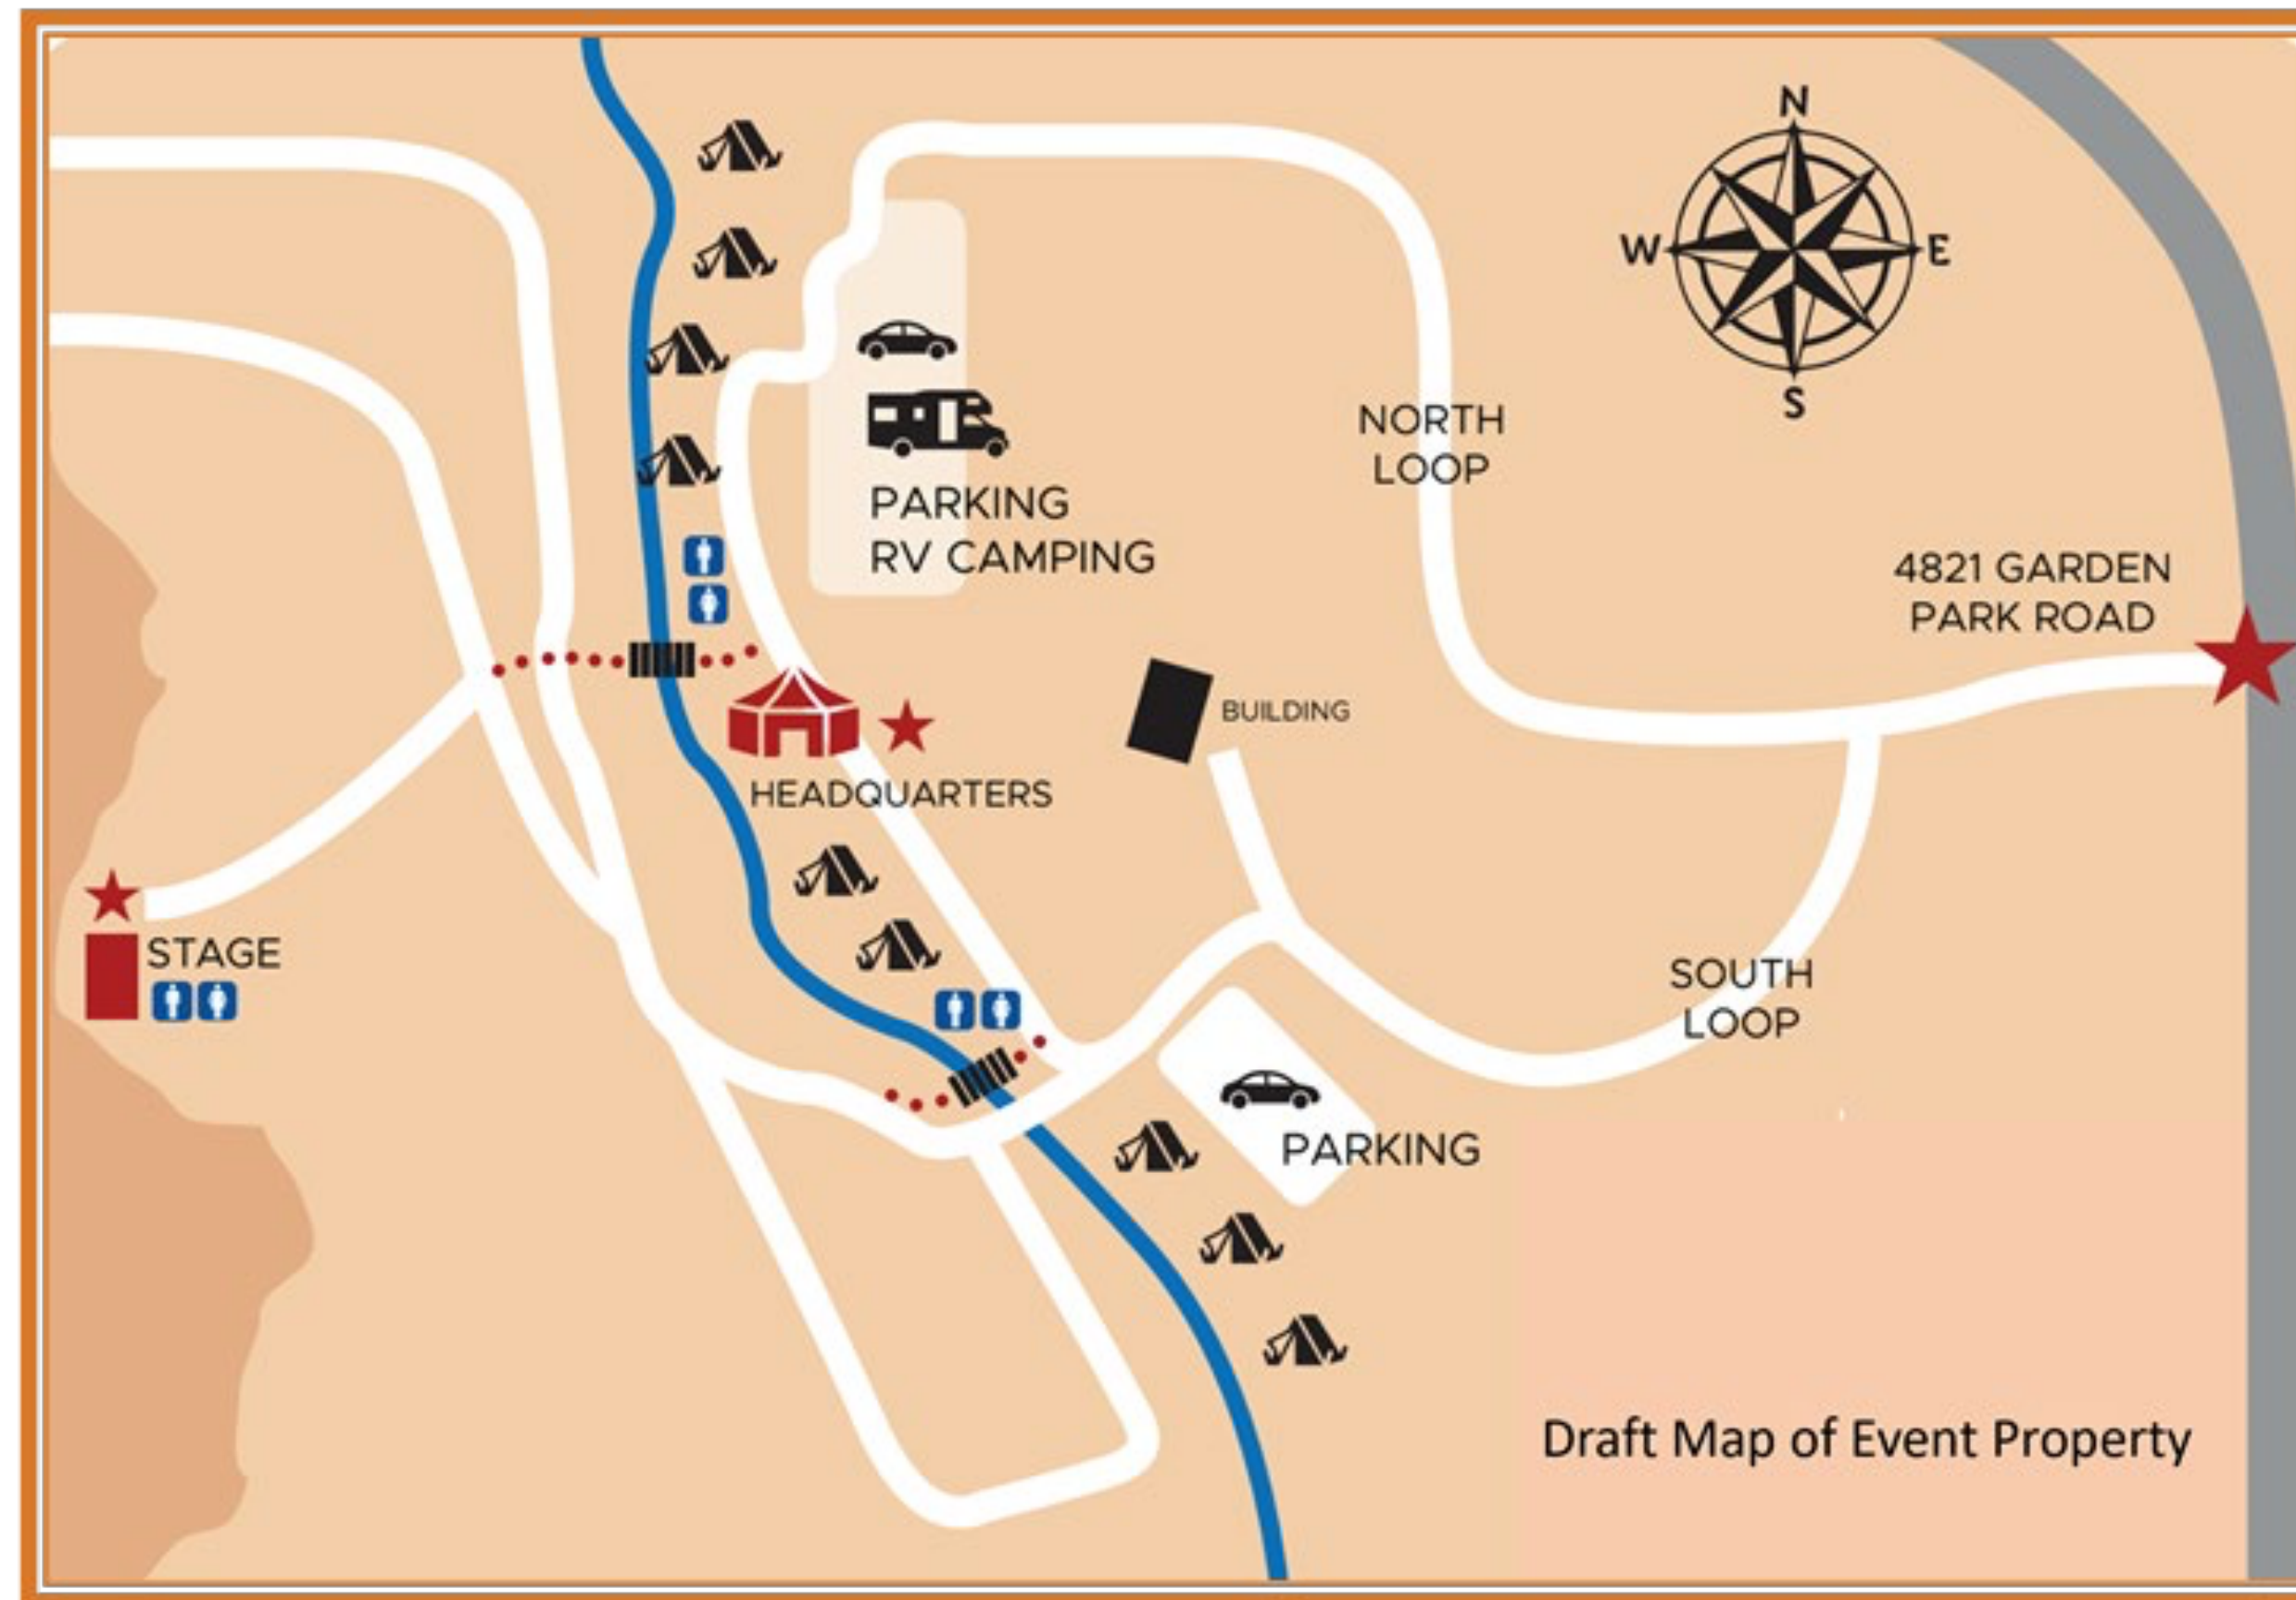 N
W
E
S
NORTH
LOOP
PARKING
RV CAMPING
4821 GARDEN
PARK ROAD
BUILDING
HEADQUARTERS
STAGE
SOUTH
LOOP
PARKING
Draft Map of Event Property